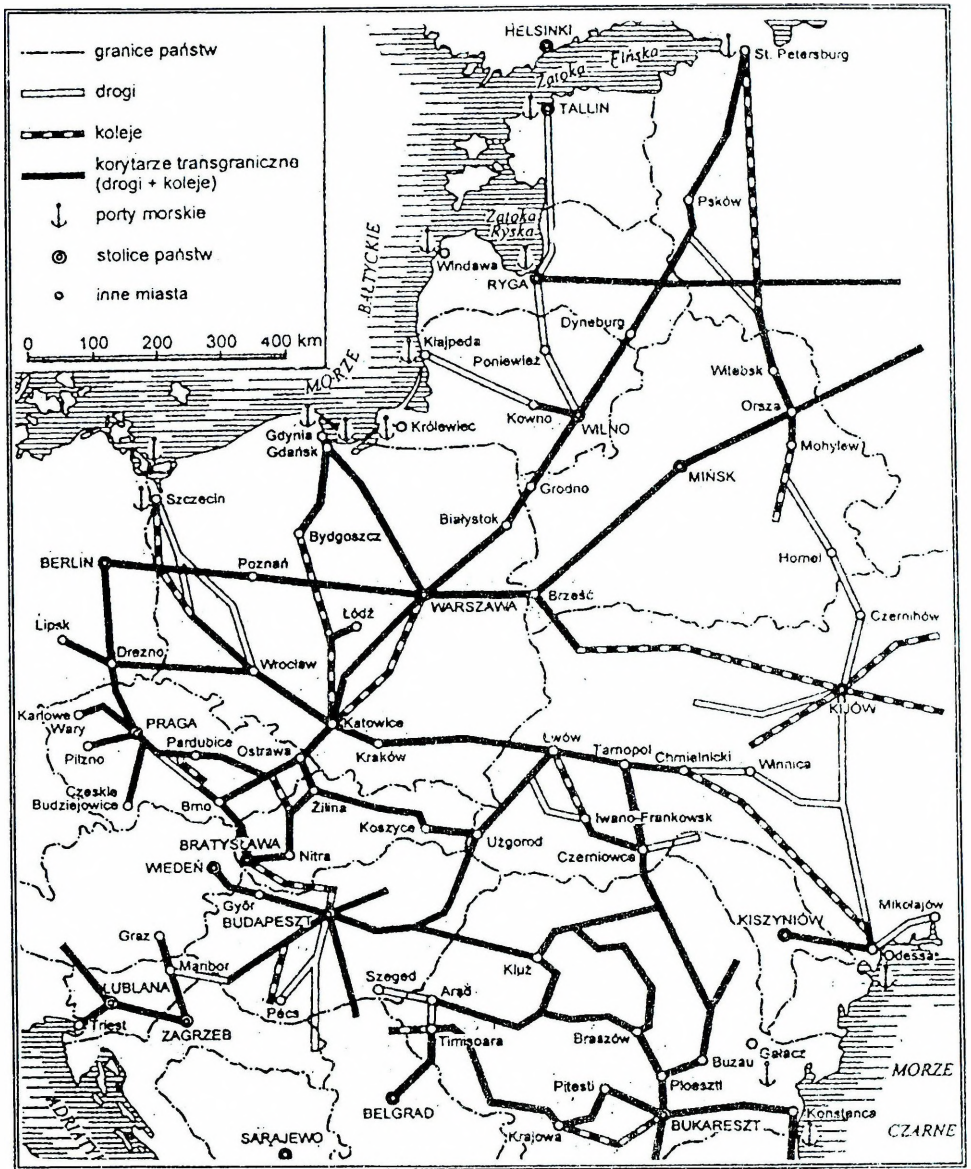 granice państw
drogi
koleje
korytarze transgraniczne
(drogi + koleje)
porty morskie
stolice państw
inne miasta
0 100 200 300 400 km
HELSINKI
Zatoka Fińska
St. Petersburg
TALLIN
Psków
Zatoka
Ryska
Windawa
RYGA
MORZE BAŁTYCKIE
Dyneburg
Kłajpeda
Poniewież
Witebsk
Kowno
WILNO
Orsza
Królewiec
Gdynia
Gdańsk
Mohylew
MIŃSK
Szczecin
Grodno
Białystok
Bydgoszcz
Homel
BERLIN
Poznań
WARSZAWA
Brześć
Łódź
Czernihów
Lipsk
Drezno
Wrocław
KIJÓW
Karlowe
Wary
PRAGA
Katowice
Pilzno
Pardubice
Ostrawa
Kraków
Lwów
Tarnopol
Chmielnicki
Winnica
Czeskie
Budziejowice
Brno
Žilina
Koszyce
Użgorod
Iwano-Frankowsk
BRATYSŁAWA
Nitra
Czerniowce
WIEDEŃ
Győr
BUDAPESZT
KISZYNIÓW
Mikołajów
Odessa
Graz
Maribor
Kluż
LUBLANA
Szeged
Arad
Pécs
Triest
ZAGRZEB
Timisoara
Braszów
Gałacz
Buzau
MORZE
CZARNE
Pitesti
Ploeszti
BELGRAD
Krajowa
BUKARESZT
Konstanca
SARAJEWO
ADRIATY